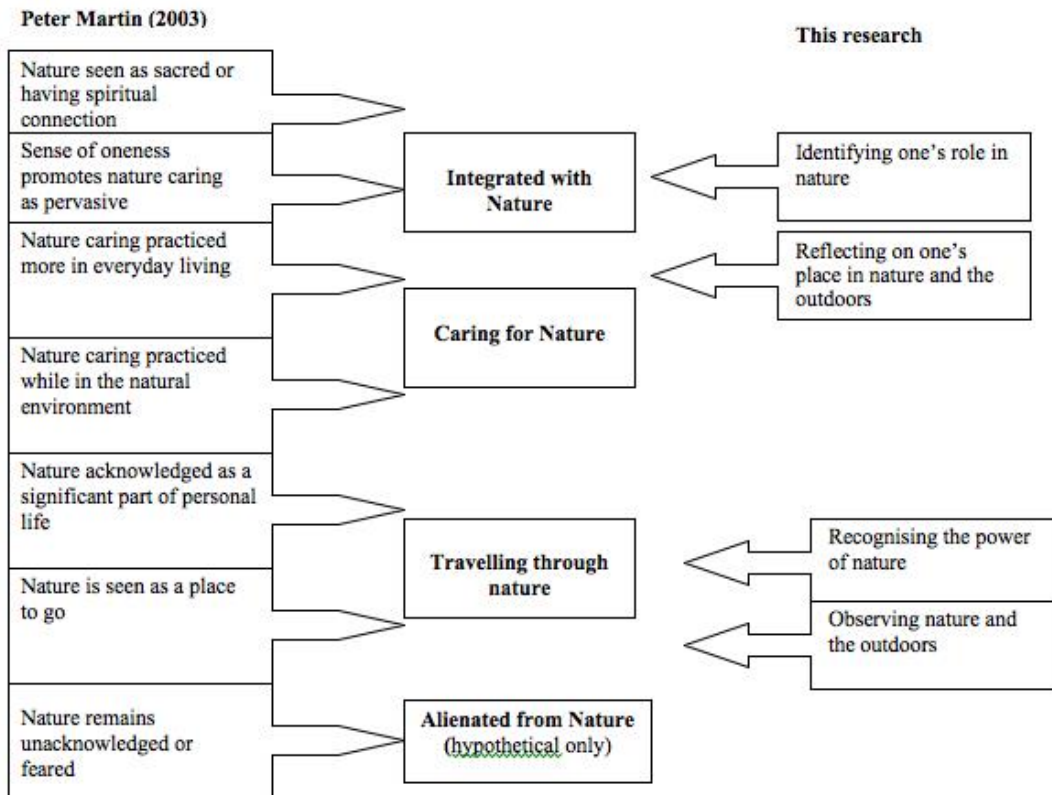 Peter Martin (2003)
This research
Nature seen as sacred or
having spiritual
connection
Sense of oneness
promotes nature caring
as pervasive
Nature caring practiced
more in everyday living
Nature caring practiced
while in the natural
environment
Nature acknowledged as a
significant part of personal
life
Nature is seen as a place
to go
Nature remains
unacknowledged or
feared
Integrated with
Nature
Caring for Nature
Travelling through
nature
Alienated from Nature
(hypothetical only)
Identifying one’s role in
nature
Reflecting on one’s
place in nature and the
outdoors
Recognising the power
of nature
Observing nature and
the outdoors